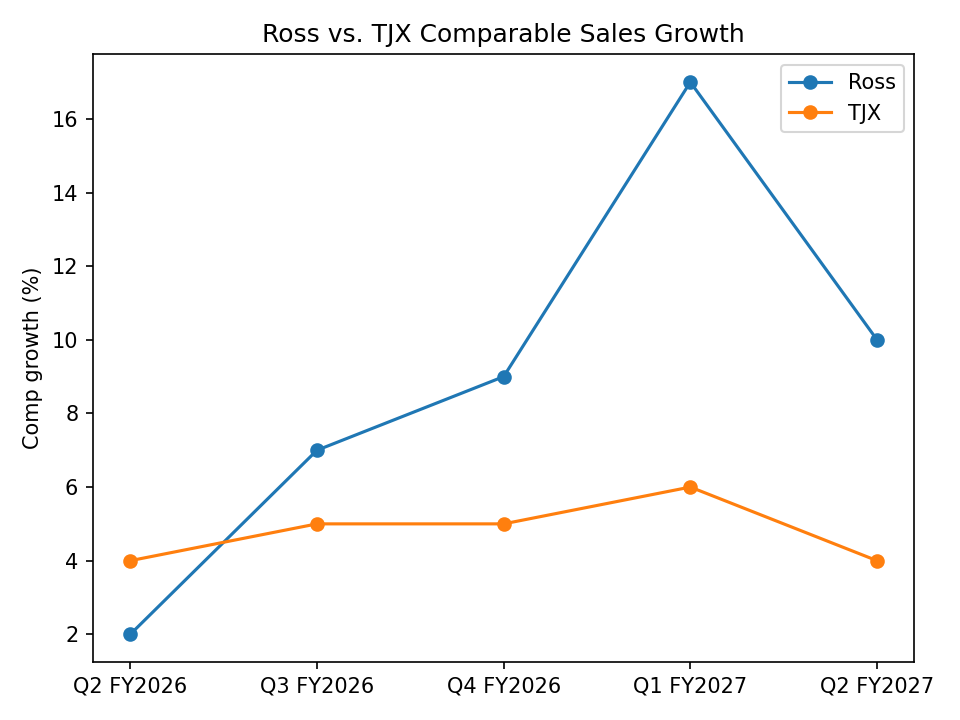 Ross vs. TJX Comparable Sales Growth
Ross
TJX
Comp growth (%)
16
14
12
10
8
6
4
2
Q2 FY2026 Q3 FY2026 Q4 FY2026 Q1 FY2027 Q2 FY2027